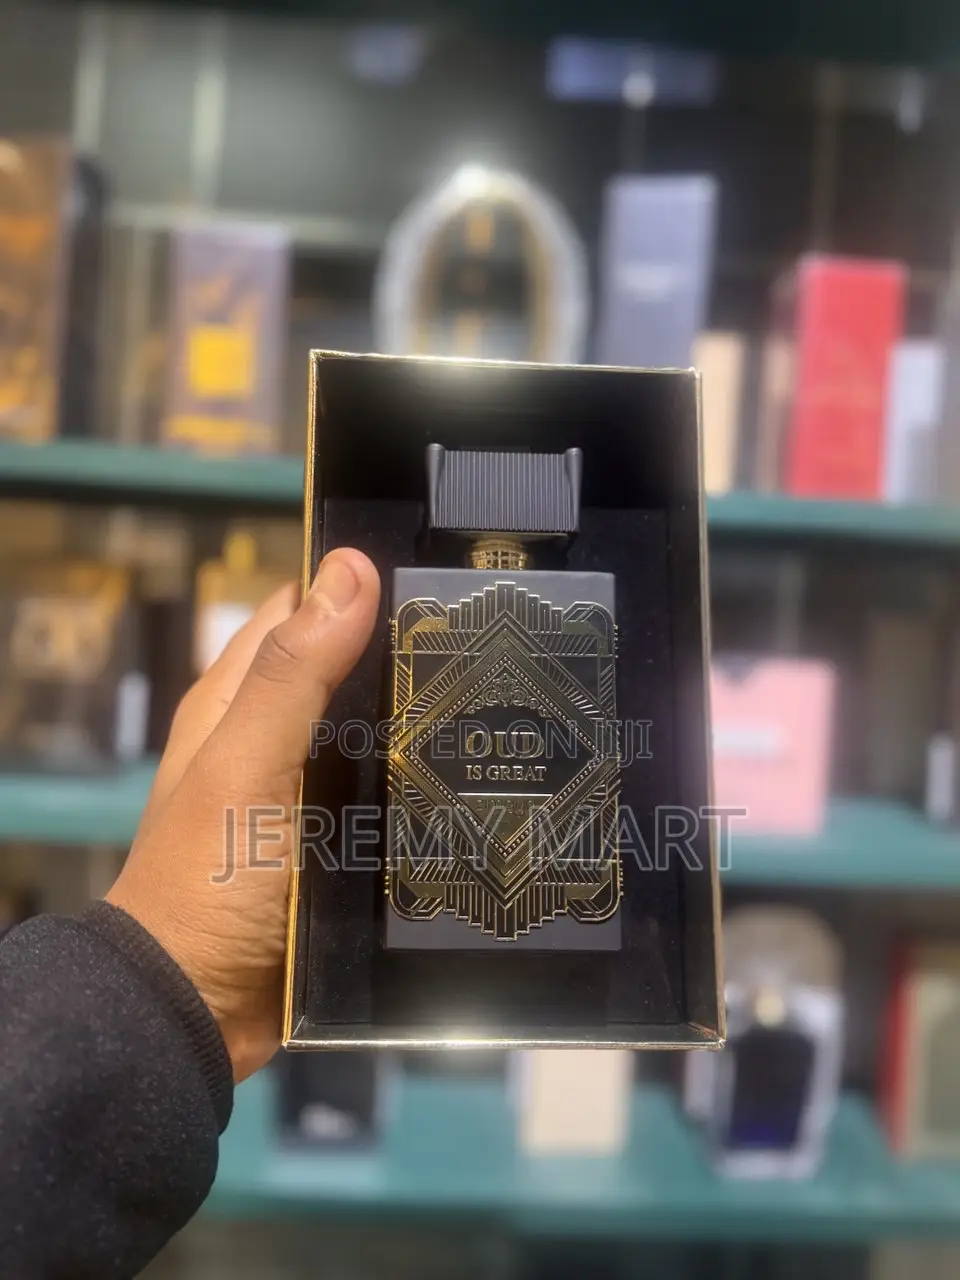 OUD
IS GREAT
POSTED ON JIJI
JEREMY MART